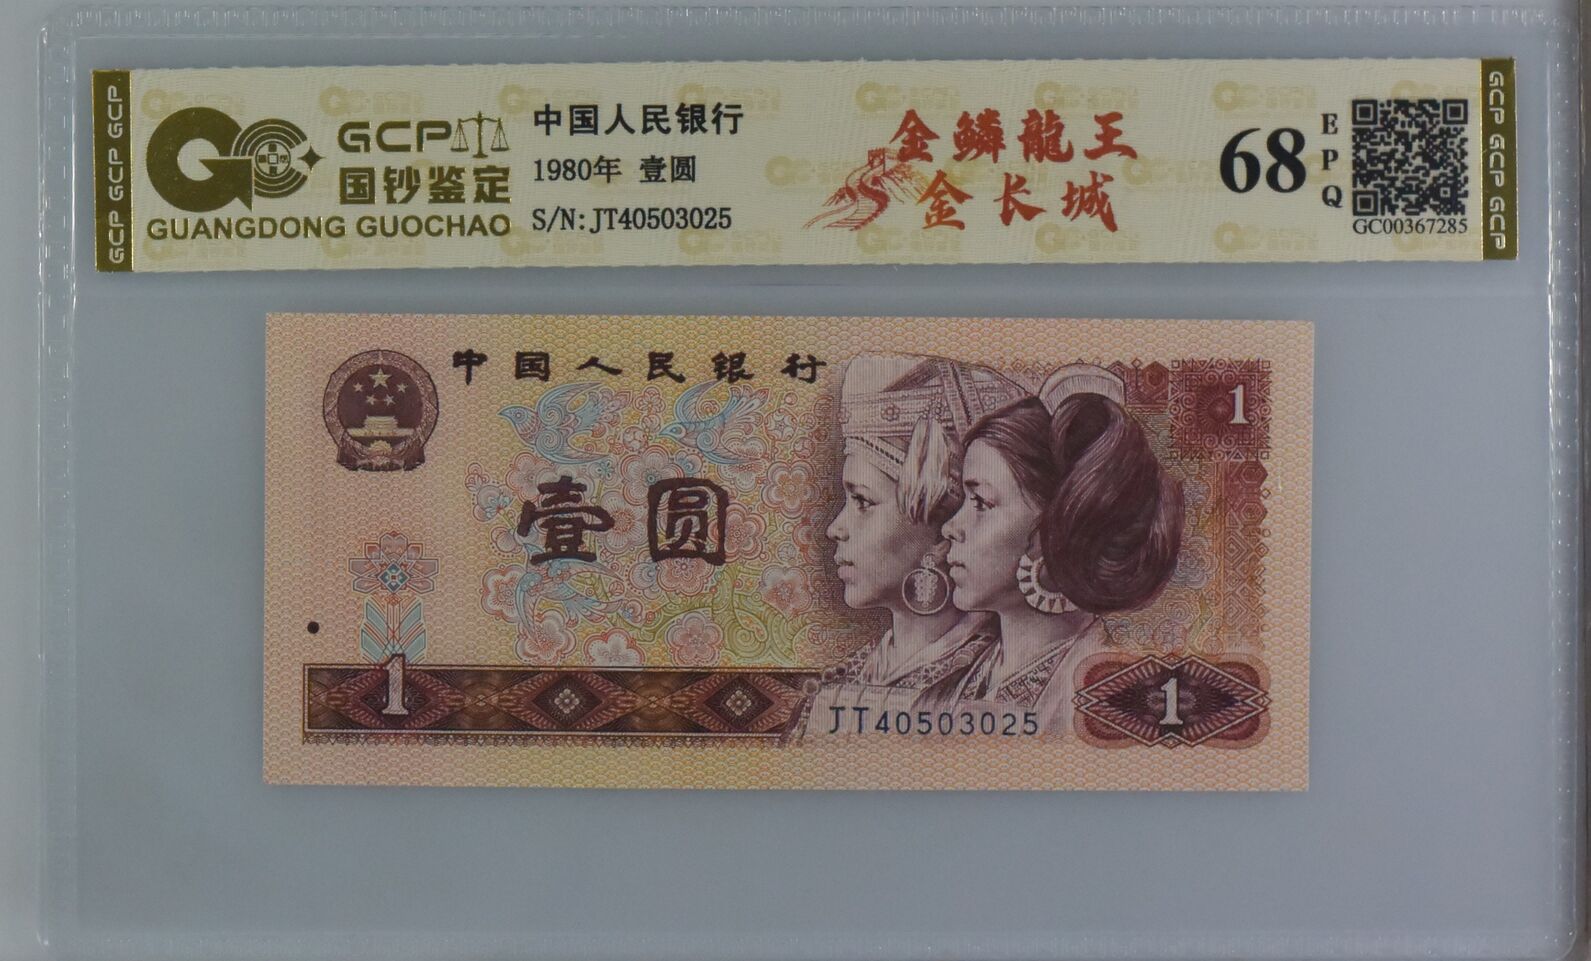 GCP GCP GCP
GCP
国钞鉴定
GUANGDONG GUOCHAO
中国人民银行
1980年 壹圆
S/N:JT40503025
金鳞龍王
金长城
68
EPQ
GC00367285
GCP GCP GCP
中国人民银行
1
壹圆
1
JT40503025
1